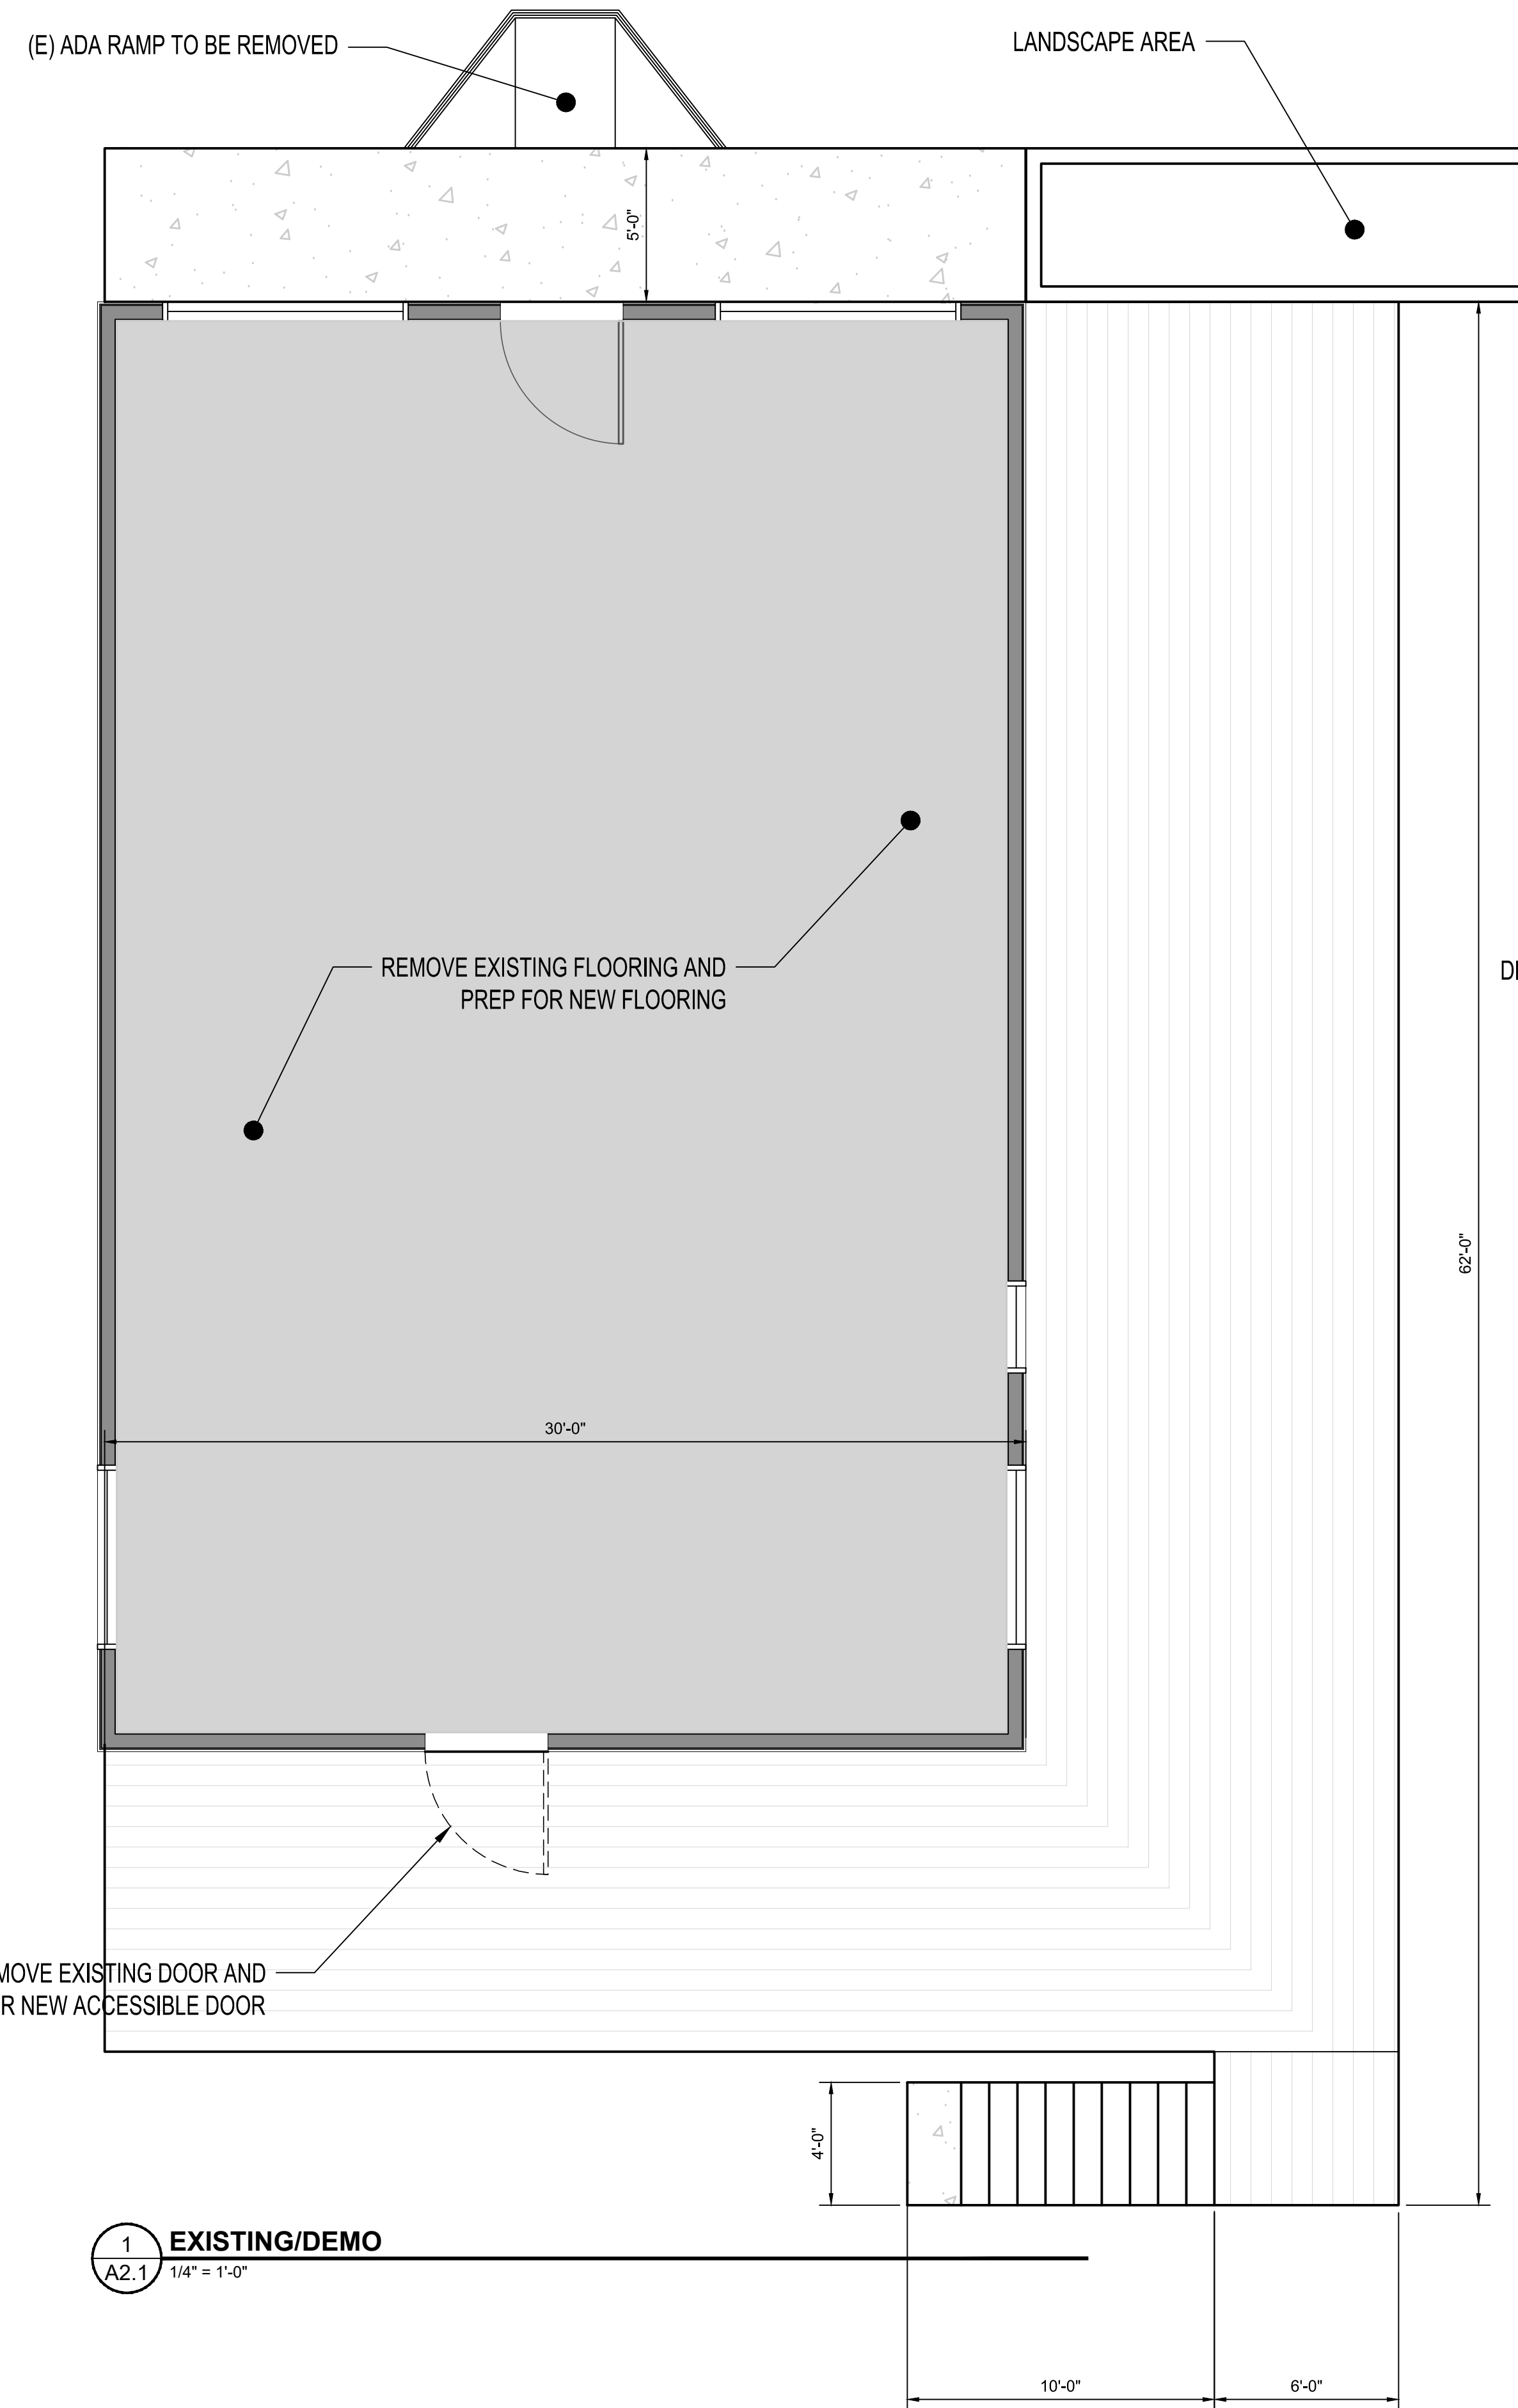 (E) ADA RAMP TO BE REMOVED
LANDSCAPE AREA
5'-0"
REMOVE EXISTING FLOORING AND
PREP FOR NEW FLOORING
62'-0"
30'-0"
EXISTING DOOR AND
NEW ACCESSIBLE DOOR
4'-0"
1
A2.1
EXISTING/DEMO
1/4" = 1'-0"
10'-0"
6'-0"